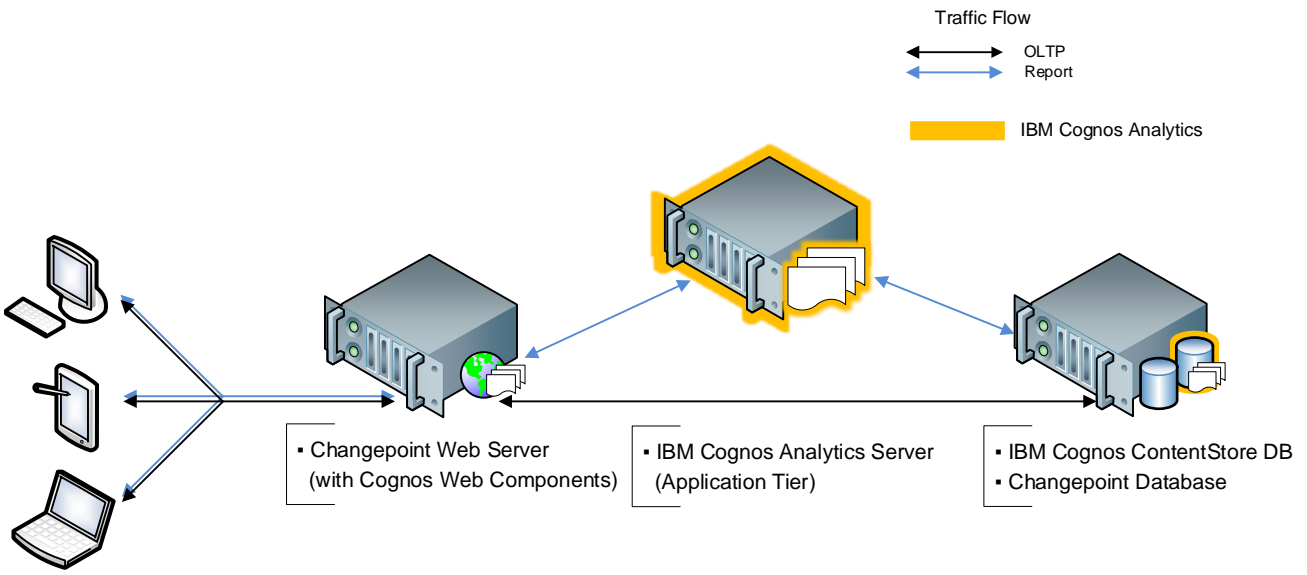 Traffic Flow
OLTP
Report
IBM Cognos Analytics
▪ Changepoint Web Server
(with Cognos Web Components)
▪ IBM Cognos Analytics Server
(Application Tier)
▪ IBM Cognos ContentStore DB
▪ Changepoint Database